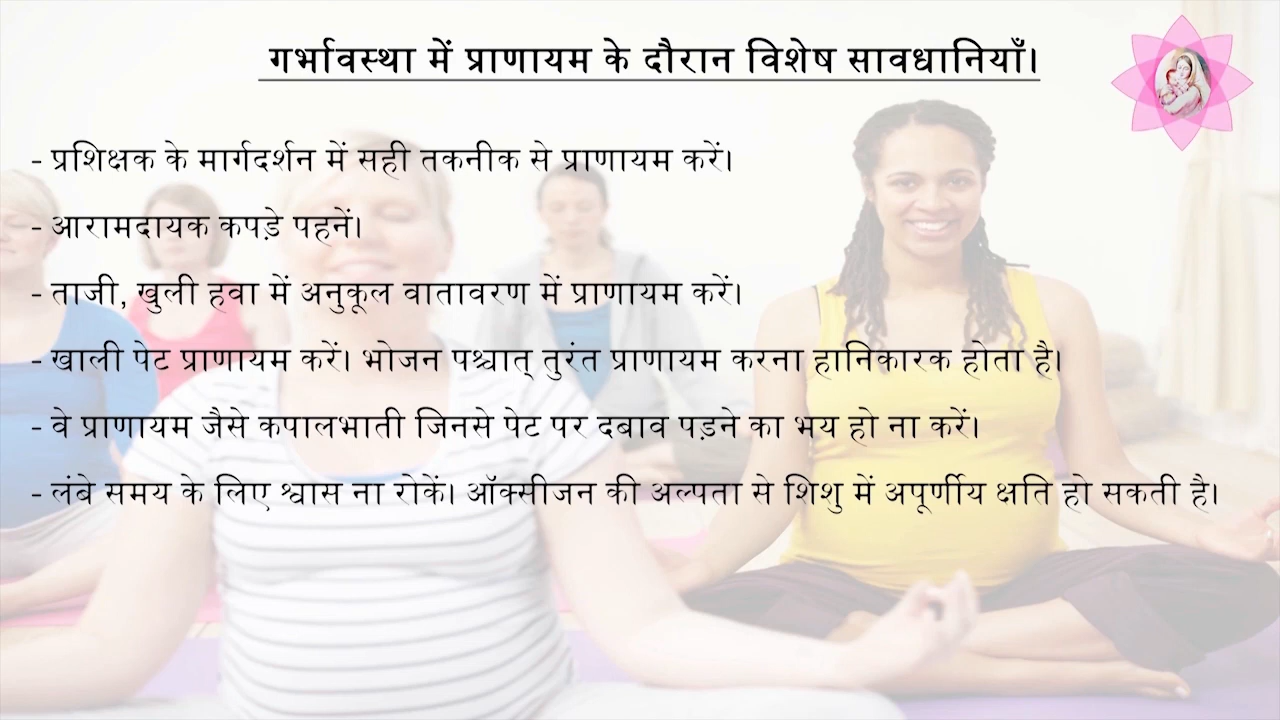 गर्भावस्था में प्राणायम के दौरान विशेष सावधानियाँ।
- प्रशिक्षक के मार्गदर्शन में सही तकनीक से प्राणायम करें।
- आरामदायक कपड़े पहनें।
- ताजी, खुली हवा में अनुकूल वातावरण में प्राणायम करें।
- खाली पेट प्राणायम करें। भोजन पश्चात् तुरंत प्राणायम करना हानिकारक होता है।
- वे प्राणायम जैसे कपालभाती जिनसे पेट पर दबाव पड़ने का भय हो ना करें।
- लंबे समय के लिए श्वास ना रोकें। ऑक्सीजन की अल्पता से शिशु में अपूर्णीय क्षति हो सकती है।